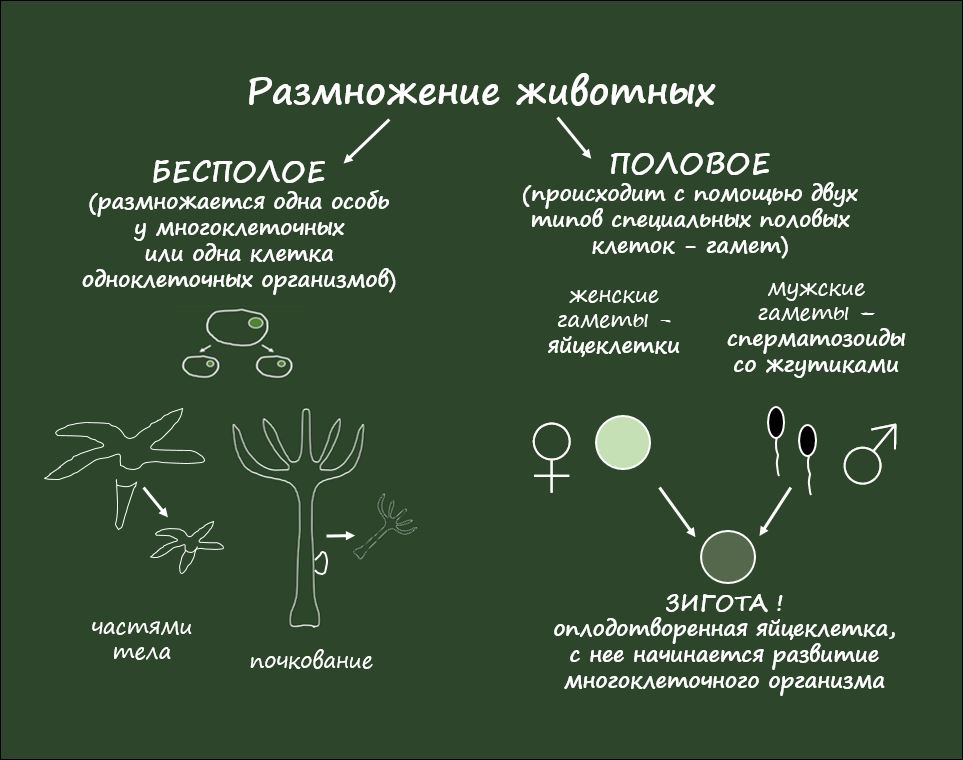 Размножение животных
БЕСПОЛОЕ
(размножается одна особь
у многоклеточных
или одна клетка
одноклеточных организмов)
частями
тела
почкование
ПОЛОВОЕ
(происходит с помощью двух
типов специальных половых
клеток - гамет)
женские
гаметы -
яйцеклетки
мужские
гаметы –
сперматозоиды
со жгутиками
ЗИГОТА !
оплодотворенная яйцеклетка,
с нее начинается развитие
многоклеточного организма